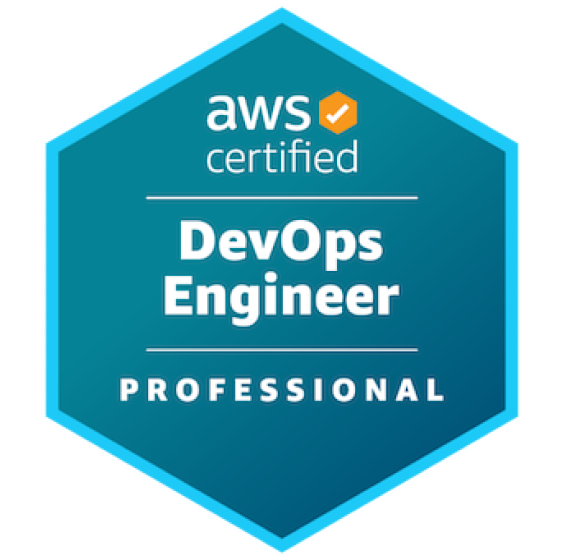 aws
certified
DevOps
Engineer
PROFESSIONAL